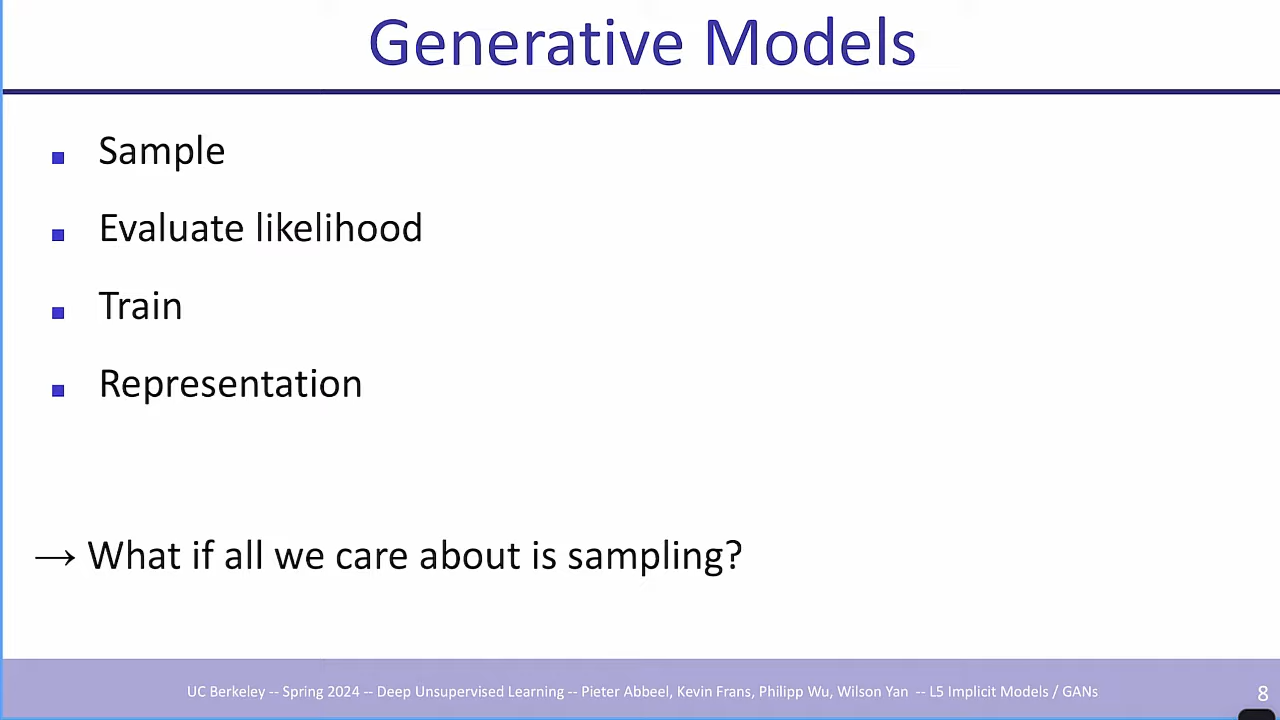 Generative Models
Sample
Evaluate likelihood
Train
Representation
→ What if all we care about is sampling?
UC Berkeley -- Spring 2024 -- Deep Unsupervised Learning -- Pieter Abbeel, Kevin Frans, Philipp Wu, Wilson Yan -- L5 Implicit Models / GANs
8